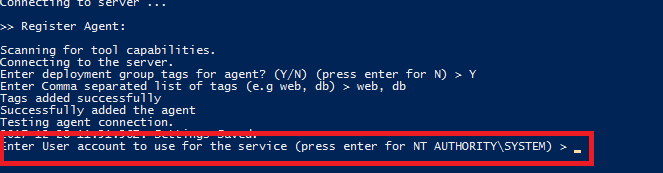 Connecting to server ...
>> Register Agent:
Scanning for tool capabilities.
Connecting to the server.
Enter deployment group tags for agent? (Y/N) (press enter for N) > Y
Enter Comma separated list of tags (e.g web, db) > web, db
Tags added successfully
Successfully added the agent
Testing agent connection.
Settings Saved.
Enter User account to use for the service (press enter for NT AUTHORITY\SYSTEM) >